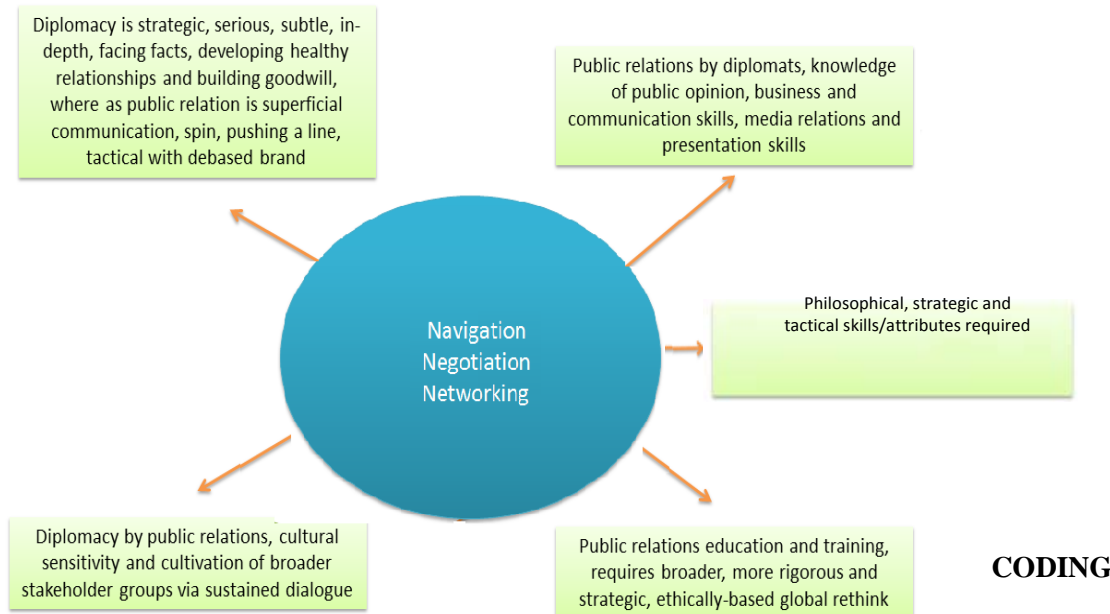 Diplomacy is strategic, serious, subtle, in-
depth, facing facts, developing healthy
relationships and building goodwill,
where as public relation is superficial
communication, spin, pushing a line,
tactical with debased brand
Public relations by diplomats, knowledge
of public opinion, business and
communication skills, media relations and
presentation skills
Navigation
Negotiation
Networking
Philosophical, strategic and
tactical skills/attributes required
Diplomacy by public relations, cultural
sensitivity and cultivation of broader
stakeholder groups via sustained dialogue
Public relations education and training,
requires broader, more rigorous and
strategic, ethically-based global rethink
CODING